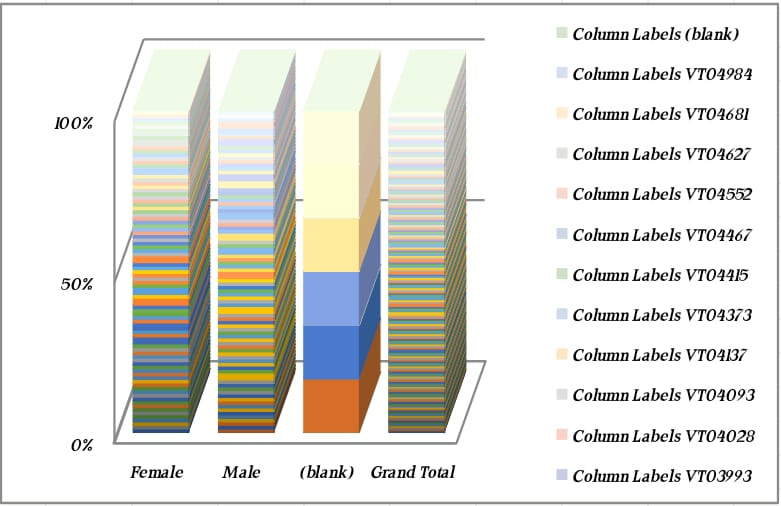 100%
50%
0%
Female
Male
(blank)
Grand Total
Column Labels (blank)
Column Labels VT04984
Column Labels VT04681
Column Labels VT04627
Column Labels VT04552
Column Labels VT04467
Column Labels VT04415
Column Labels VT04373
Column Labels VT04137
Column Labels VT04093
Column Labels VT04028
Column Labels VT03993